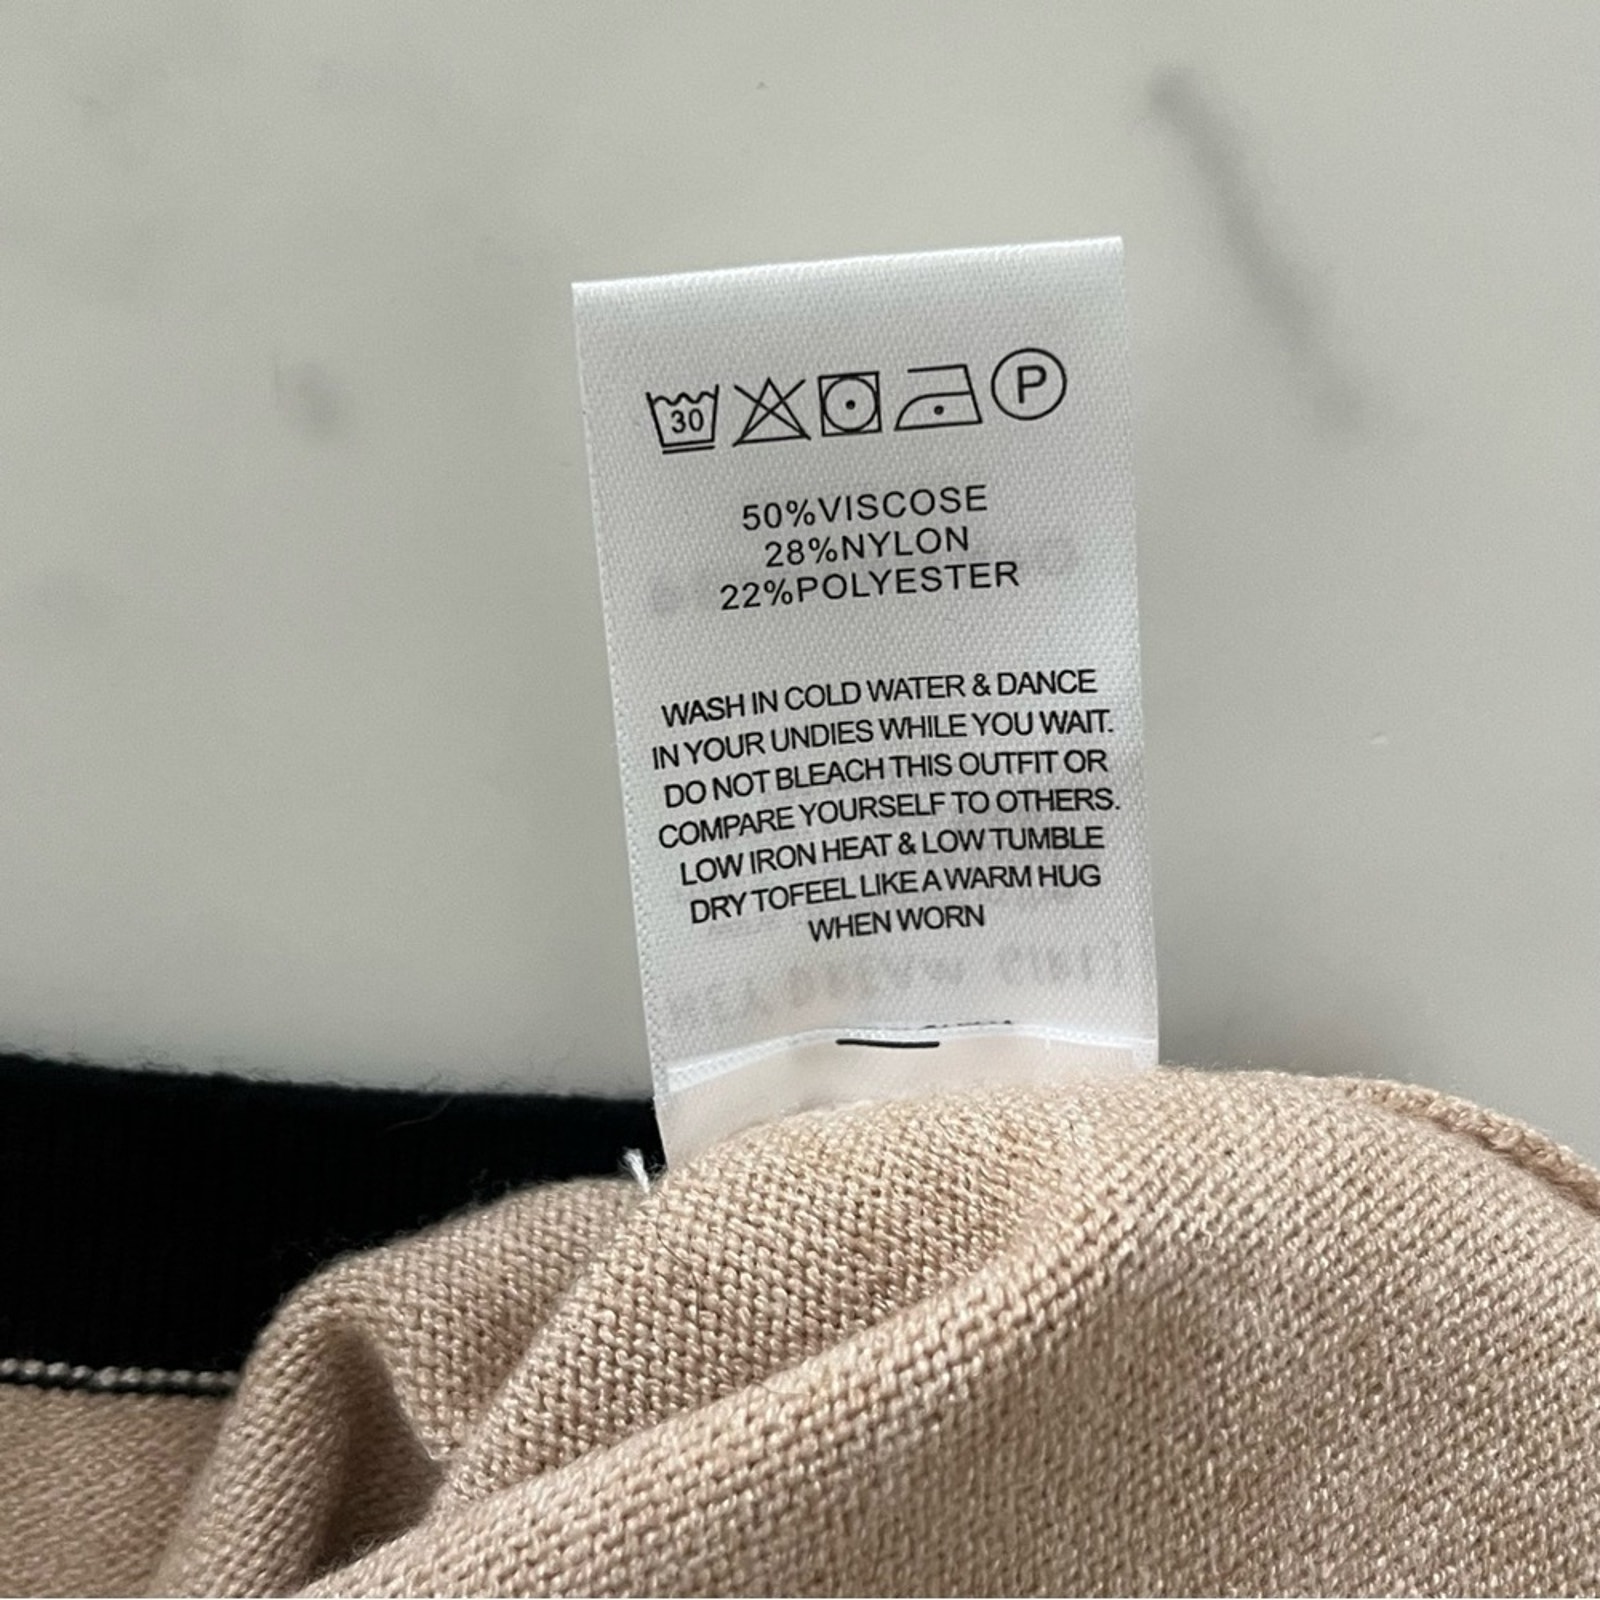 30 P
50%VISCOSE
28%NYLON
22%POLYESTER
WASH IN COLD WATER & DANCE
IN YOUR UNDIES WHILE YOU WAIT.
DO NOT BLEACH THIS OUTFIT OR
COMPARE YOURSELF TO OTHERS.
LOW IRON HEAT & LOW TUMBLE
DRY TOFEEL LIKE A WARM HUG
WHEN WORN